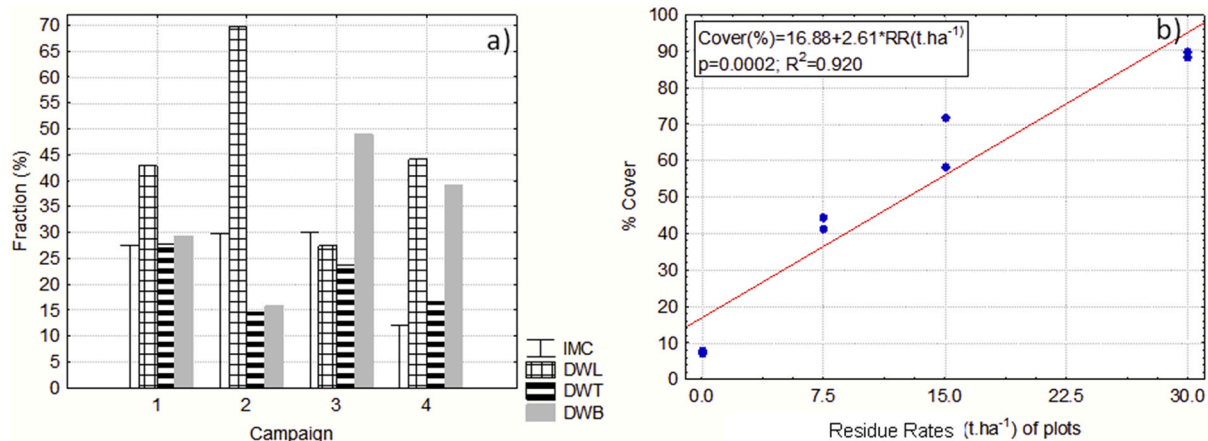 a)
70
65
60
55
50
45
40
35
30
25
20
15
10
5
0
Fraction (%)
1 2 3 4
Campaign
IMC
DWL
DWT
DWB
b)
Cover(%)=16.88+2.61*RR(t.ha⁻¹)
p=0.0002; R²=0.920
100
90
80
70
60
50
40
30
20
10
0
% Cover
0.0 7.5 15.0 22.5 30.0
Residue Rates (t.ha⁻¹) of plots